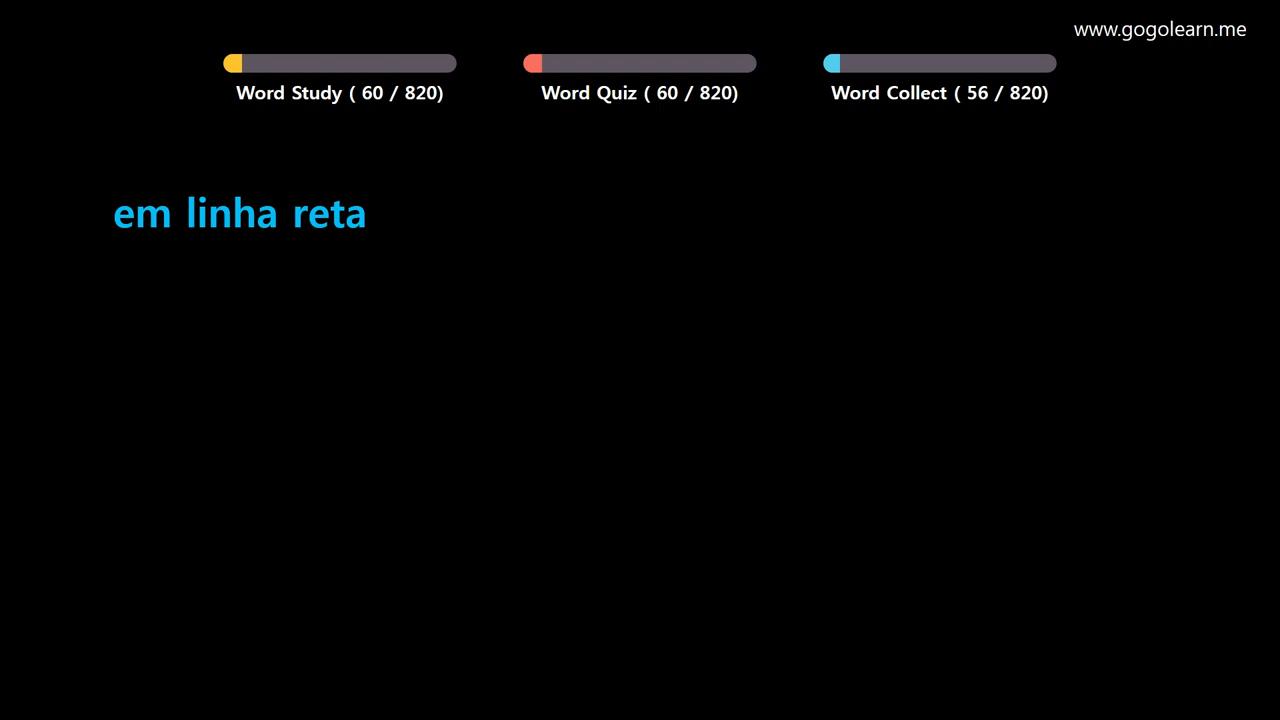 www.gogolearn.me
Word Study ( 60 / 820)
Word Quiz ( 60 / 820)
Word Collect ( 56 / 820)
em linha reta